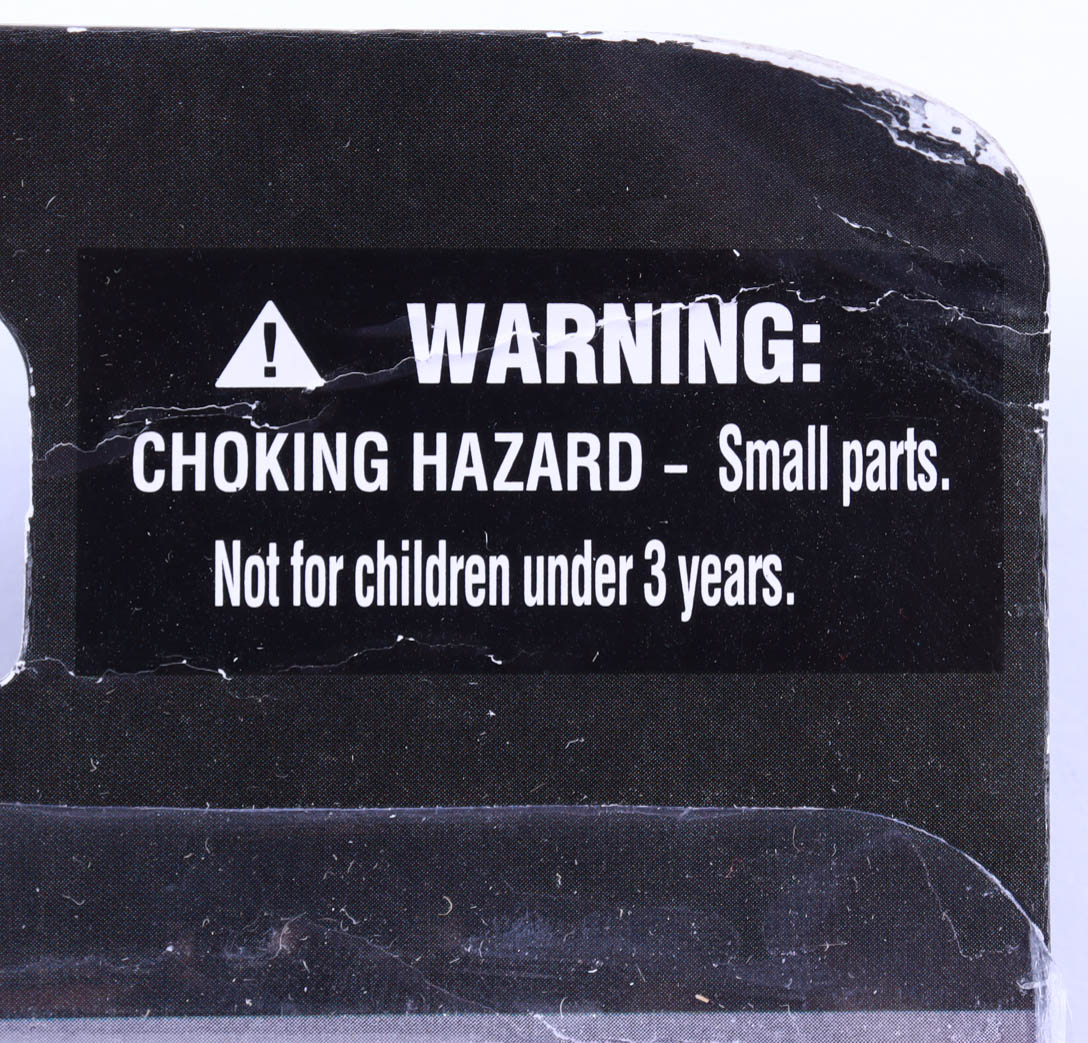 WARNING:
CHOKING HAZARD – Small parts.
Not for children under 3 years.